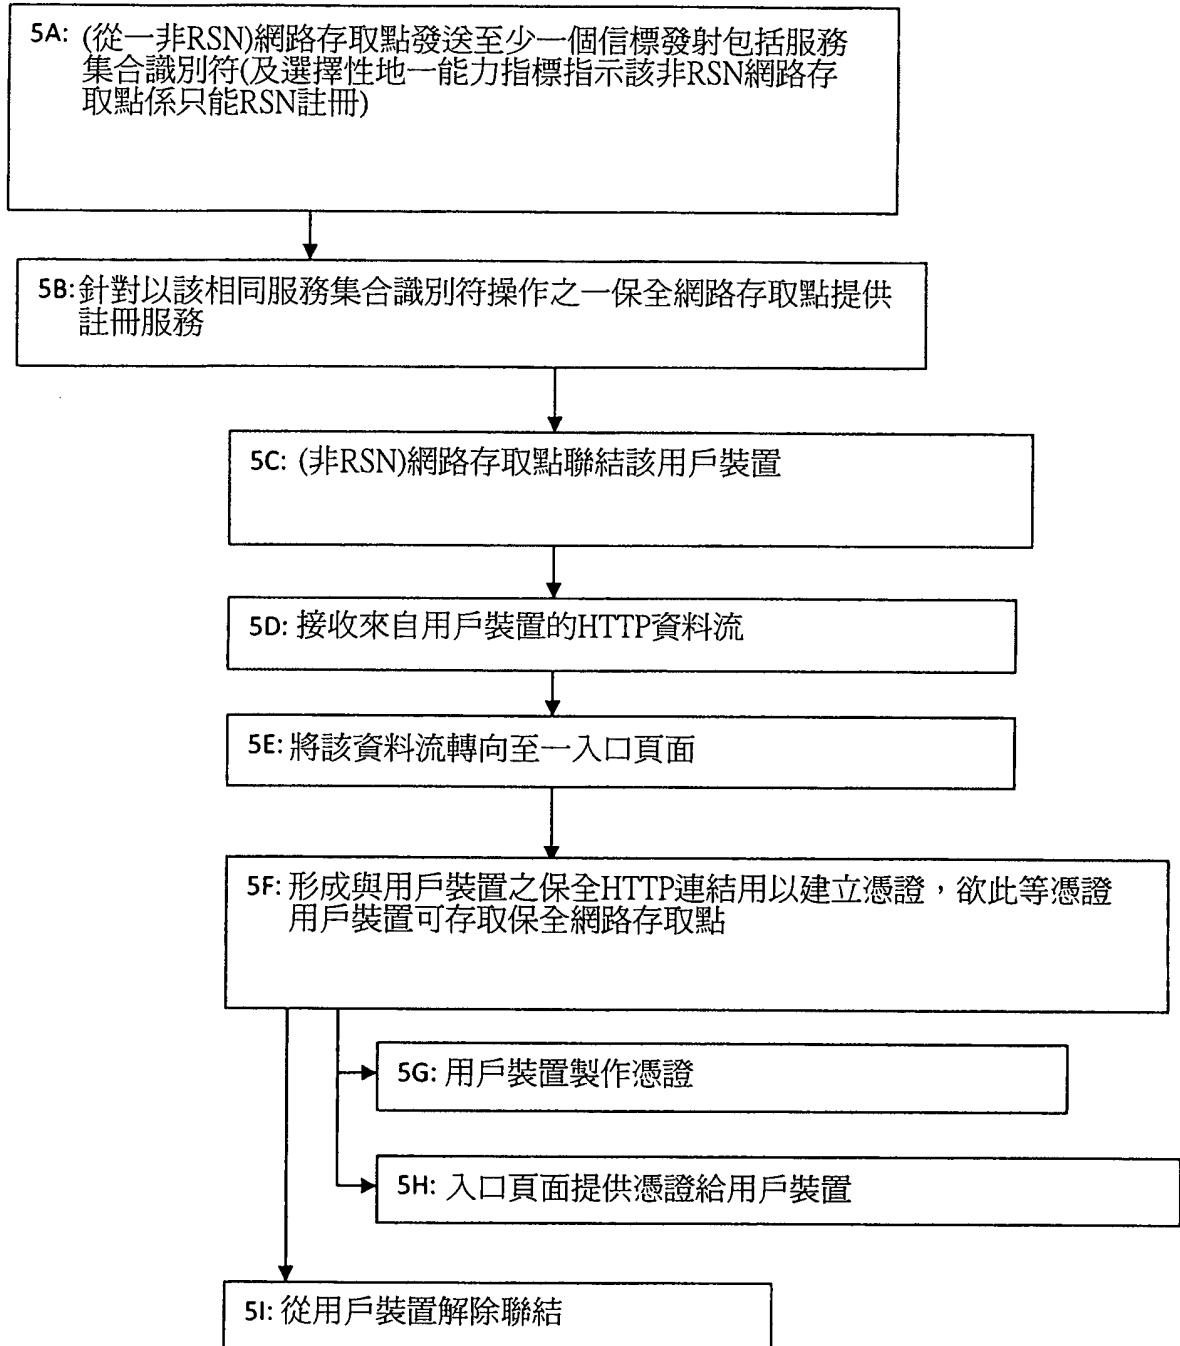 5A: (從一非RSN)網路存取點發送至少一個信標發射包括服務
集合識別符(及選擇性地一能力指標指示該非RSN網路存
取點係只能RSN註冊)
5B:針對以該相同服務集合識別符操作之一保全網路存取點提供
註冊服務
5C: (非RSN)網路存取點聯結該用戶裝置
5D: 接收來自用戶裝置的HTTP資料流
5E: 將該資料流轉向至一入口頁面
5F: 形成與用戶裝置之保全HTTP連結用以建立憑證，欲此等憑證
用戶裝置可存取保全網路存取點
5G: 用戶裝置製作憑證
5H: 入口頁面提供憑證給用戶裝置
5I: 從用戶裝置解除聯結